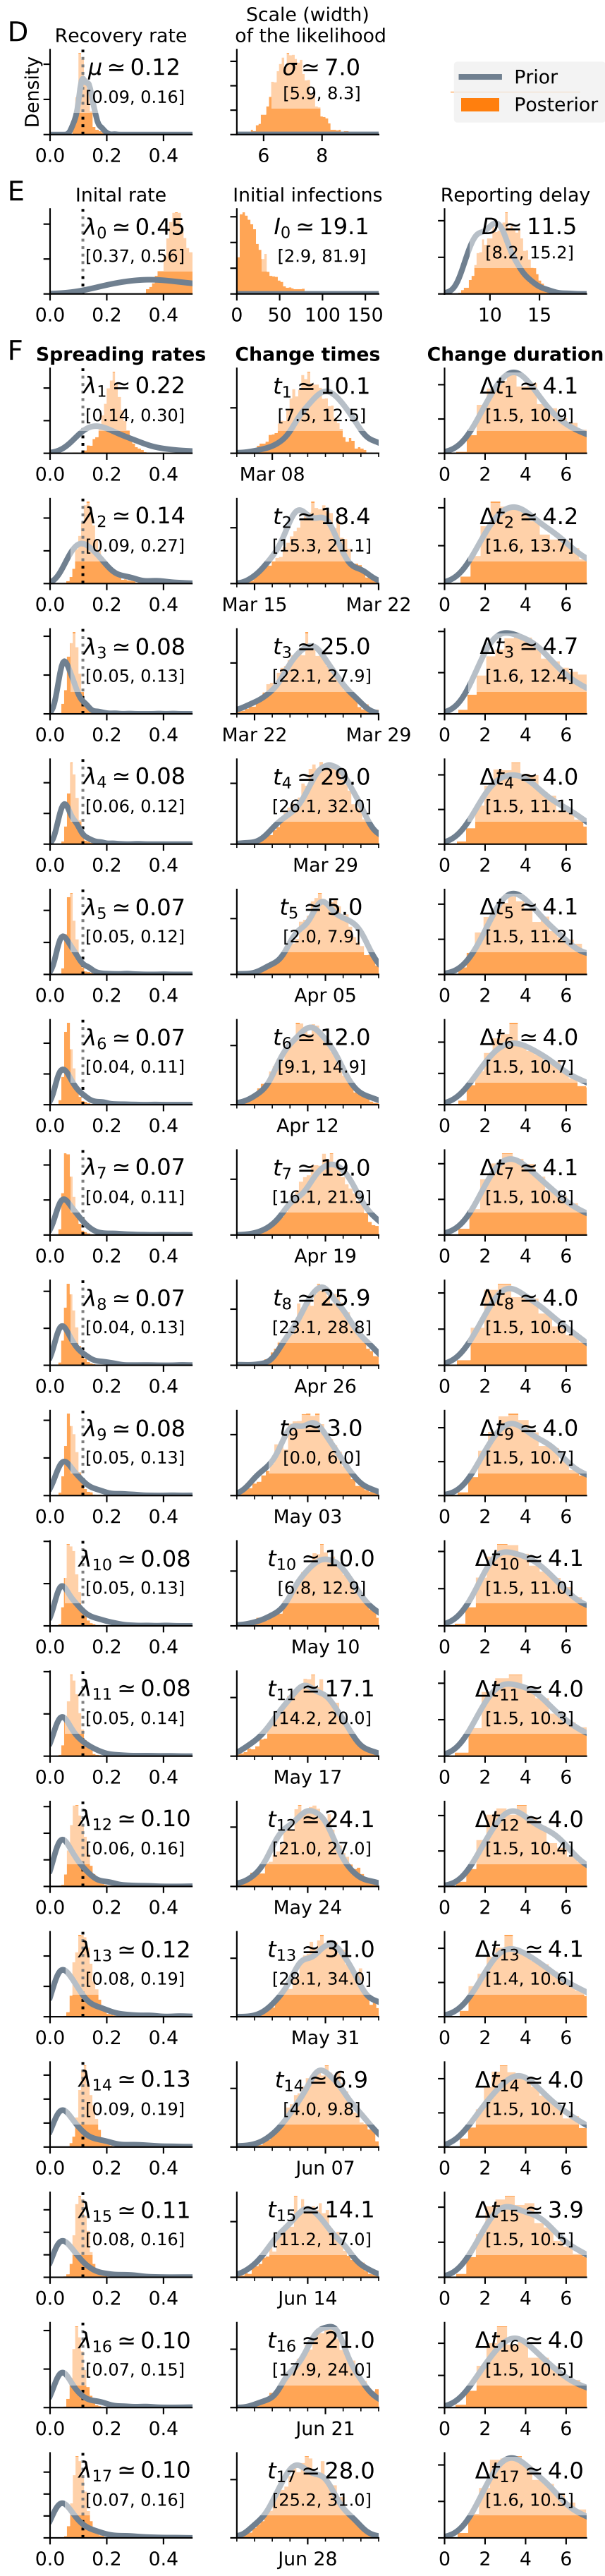 D
Recovery rate
Scale (width)
of the likelihood
Density
μ ≃ 0.12
[0.09, 0.16]
σ ≃ 7.0
[5.9, 8.3]
Prior
Posterior
0.0 0.2 0.4
6 8
E
Inital rate
Initial infections
Reporting delay
λ0 ≃ 0.45
[0.37, 0.56]
I0 ≃ 19.1
[2.9, 81.9]
D ≃ 11.5
[8.2, 15.2]
0.0 0.2 0.4
0 50 100 150
10 15
F
Spreading rates
Change times
Change duration
λ1 ≃ 0.22
[0.14, 0.30]
t1 ≃ 10.1
[7.5, 12.5]
Δt1 ≃ 4.1
[1.5, 10.9]
0.0 0.2 0.4
Mar 08
0 2 4 6
λ2 ≃ 0.14
[0.09, 0.27]
t2 ≃ 18.4
[15.3, 21.1]
Δt2 ≃ 4.2
[1.6, 13.7]
0.0 0.2 0.4
Mar 15 Mar 22
0 2 4 6
λ3 ≃ 0.08
[0.05, 0.13]
t3 ≃ 25.0
[22.1, 27.9]
Δt3 ≃ 4.7
[1.6, 12.4]
0.0 0.2 0.4
Mar 22 Mar 29
0 2 4 6
λ4 ≃ 0.08
[0.06, 0.12]
t4 ≃ 29.0
[26.1, 32.0]
Δt4 ≃ 4.0
[1.5, 11.1]
0.0 0.2 0.4
Mar 29
0 2 4 6
λ5 ≃ 0.07
[0.05, 0.12]
t5 ≃ 5.0
[2.0, 7.9]
Δt5 ≃ 4.1
[1.5, 11.2]
0.0 0.2 0.4
Apr 05
0 2 4 6
λ6 ≃ 0.07
[0.04, 0.11]
t6 ≃ 12.0
[9.1, 14.9]
Δt6 ≃ 4.0
[1.5, 10.7]
0.0 0.2 0.4
Apr 12
0 2 4 6
λ7 ≃ 0.07
[0.04, 0.11]
t7 ≃ 19.0
[16.1, 21.9]
Δt7 ≃ 4.1
[1.5, 10.8]
0.0 0.2 0.4
Apr 19
0 2 4 6
λ8 ≃ 0.07
[0.04, 0.13]
t8 ≃ 25.9
[23.1, 28.8]
Δt8 ≃ 4.0
[1.5, 10.6]
0.0 0.2 0.4
Apr 26
0 2 4 6
λ9 ≃ 0.08
[0.05, 0.13]
t9 ≃ 3.0
[0.0, 6.0]
Δt9 ≃ 4.0
[1.5, 10.7]
0.0 0.2 0.4
May 03
0 2 4 6
λ10 ≃ 0.08
[0.05, 0.13]
t10 ≃ 10.0
[6.8, 12.9]
Δt10 ≃ 4.1
[1.5, 11.0]
0.0 0.2 0.4
May 10
0 2 4 6
λ11 ≃ 0.08
[0.05, 0.14]
t11 ≃ 17.1
[14.2, 20.0]
Δt11 ≃ 4.0
[1.5, 10.3]
0.0 0.2 0.4
May 17
0 2 4 6
λ12 ≃ 0.10
[0.06, 0.16]
t12 ≃ 24.1
[21.0, 27.0]
Δt12 ≃ 4.0
[1.5, 10.4]
0.0 0.2 0.4
May 24
0 2 4 6
λ13 ≃ 0.12
[0.08, 0.19]
t13 ≃ 31.0
[28.1, 34.0]
Δt13 ≃ 4.1
[1.4, 10.6]
0.0 0.2 0.4
May 31
0 2 4 6
λ14 ≃ 0.13
[0.09, 0.19]
t14 ≃ 6.9
[4.0, 9.8]
Δt14 ≃ 4.0
[1.5, 10.7]
0.0 0.2 0.4
Jun 07
0 2 4 6
λ15 ≃ 0.11
[0.08, 0.16]
t15 ≃ 14.1
[11.2, 17.0]
Δt15 ≃ 3.9
[1.5, 10.5]
0.0 0.2 0.4
Jun 14
0 2 4 6
λ16 ≃ 0.10
[0.07, 0.15]
t16 ≃ 21.0
[17.9, 24.0]
Δt16 ≃ 4.0
[1.5, 10.5]
0.0 0.2 0.4
Jun 21
0 2 4 6
λ17 ≃ 0.10
[0.07, 0.16]
t17 ≃ 28.0
[25.2, 31.0]
Δt17 ≃ 4.0
[1.6, 10.5]
0.0 0.2 0.4
Jun 28
0 2 4 6